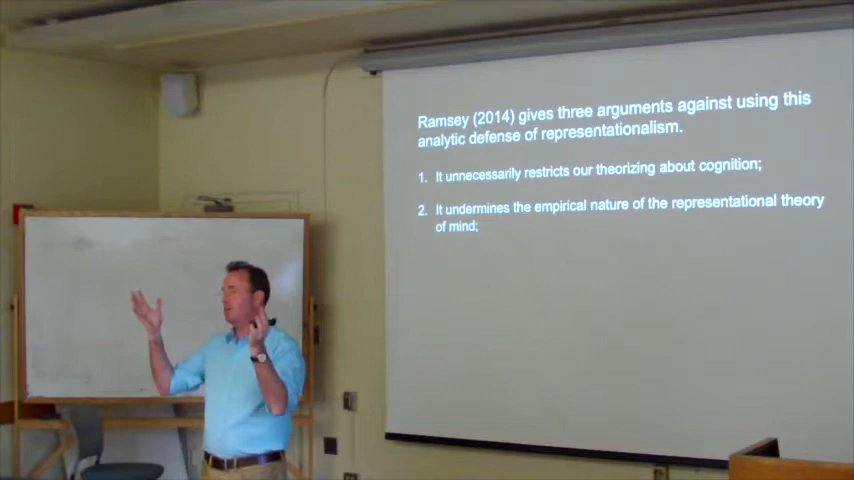 Ramsey (2014) gives three arguments against using this
analytic defense of representationalism.
1. It unnecessarily restricts our theorizing about cognition;
2. It undermines the empirical nature of the representational theory
of mind;